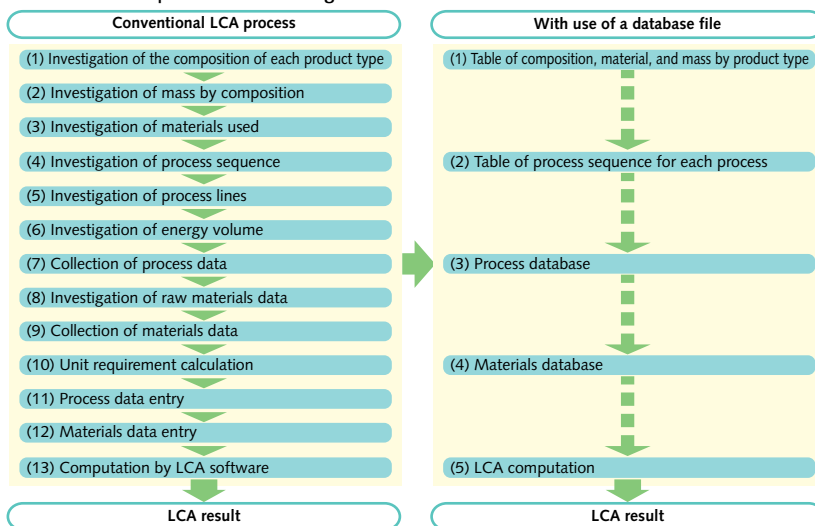 Conventional LCA process
(1) Investigation of the composition of each product type
(2) Investigation of mass by composition
(3) Investigation of materials used
(4) Investigation of process sequence
(5) Investigation of process lines
(6) Investigation of energy volume
(7) Collection of process data
(8) Investigation of raw materials data
(9) Collection of materials data
(10) Unit requirement calculation
(11) Process data entry
(12) Materials data entry
(13) Computation by LCA software
LCA result
With use of a database file
(1) Table of composition, material, and mass by product type
(2) Table of process sequence for each process
(3) Process database
(4) Materials database
(5) LCA computation
LCA result